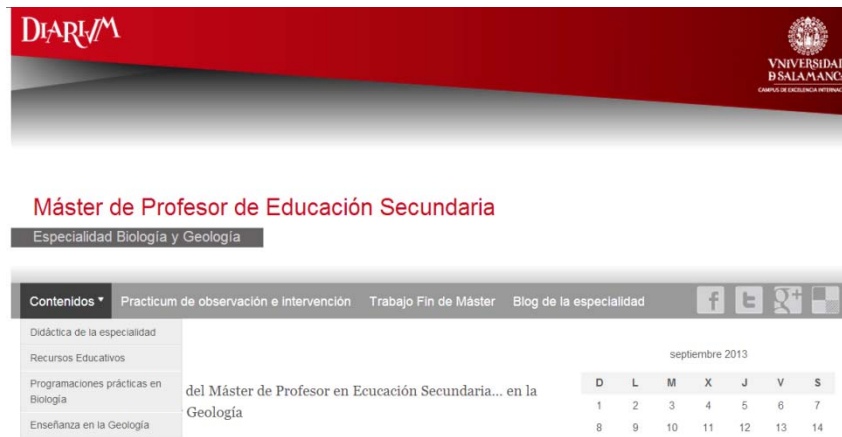 DIARIVM
VNIVERSIDAD
D SALAMANCA
CAMPUS DE EXCELENCIA INTERNACIONAL
Máster de Profesor de Educación Secundaria
Especialidad Biología y Geología
Contenidos Practicum de observación e intervención Trabajo Fin de Máster Blog de la especialidad
Didáctica de la especialidad
Recursos Educativos
Programaciones prácticas en
Biología
Enseñanza en la Geología
del Máster de Profesor en Ecucación Secundaria... en la
Geología
septiembre 2013
D L M X J V S
1 2 3 4 5 6 7
8 9 10 11 12 13 14